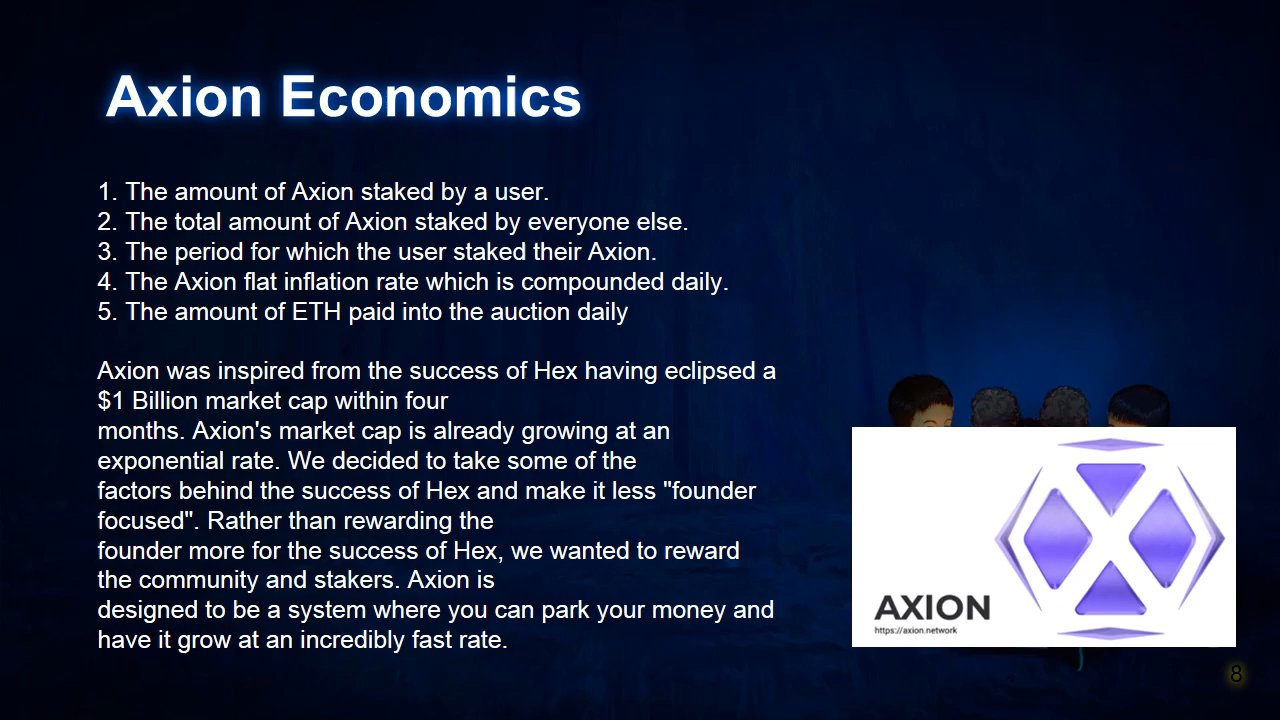 Axion Economics
1. The amount of Axion staked by a user.
2. The total amount of Axion staked by everyone else.
3. The period for which the user staked their Axion.
4. The Axion flat inflation rate which is compounded daily.
5. The amount of ETH paid into the auction daily
Axion was inspired from the success of Hex having eclipsed a
$1 Billion market cap within four
months. Axion's market cap is already growing at an
exponential rate. We decided to take some of the
factors behind the success of Hex and make it less "founder
focused". Rather than rewarding the
founder more for the success of Hex, we wanted to reward
the community and stakers. Axion is
designed to be a system where you can park your money and
have it grow at an incredibly fast rate.
AXION
https://axion.network
8